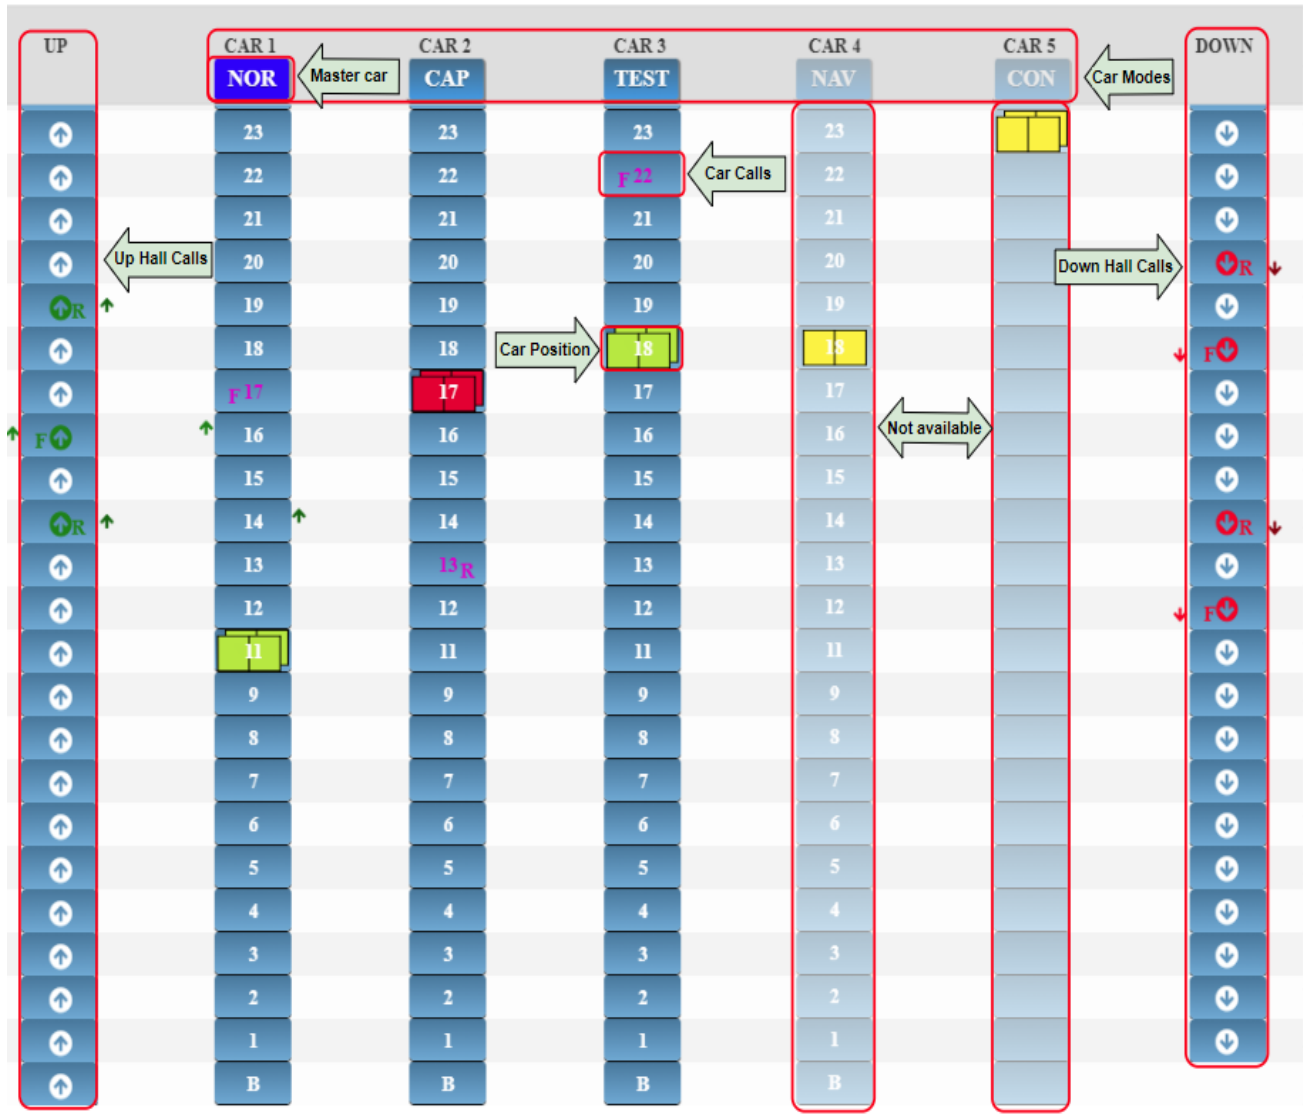 UP CAR 1 CAR 2 CAR 3 CAR 4 CAR 5 DOWN
NOR Master car CAP TEST NAV CON Car Modes
23 23 23 23
22 22 F 22 Car Calls 22
21 21 21 21
Up Hall Calls 20 20 20 20 Down Hall Calls R
R 19 19 19 19
18 18 Car Position 18 18 F
F 17 17 17 17
F 16 16 16 16 Not available
15 15 15 15
R 14 14 14 14 R
13 13 R 13 13
12 12 12 12 F
11 11 11 11
9 9 9 9
8 8 8 8
7 7 7 7
6 6 6 6
5 5 5 5
4 4 4 4
3 3 3 3
2 2 2 2
1 1 1 1
B B B B